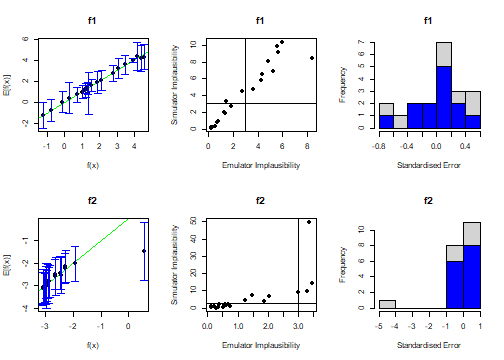 f1
f1
f1
E[f(x)]
-2 0 2 4 6
-1 0 1 2 3 4
f(x)
Simulator Implausibility
0 2 4 6 8 10
0 2 4 6 8
Emulator Implausibility
Frequency
0 1 2 3 4 5 6 7
-0.8 -0.4 0.0 0.4
Standardised Error
f2
f2
f2
E[f(x)]
-4 -3 -2 -1
-3 -2 -1 0
f(x)
Simulator Implausibility
0 10 20 30 40 50
0.0 1.0 2.0 3.0
Emulator Implausibility
Frequency
0 2 4 6 8 10
-5 -4 -3 -2 -1 0 1
Standardised Error